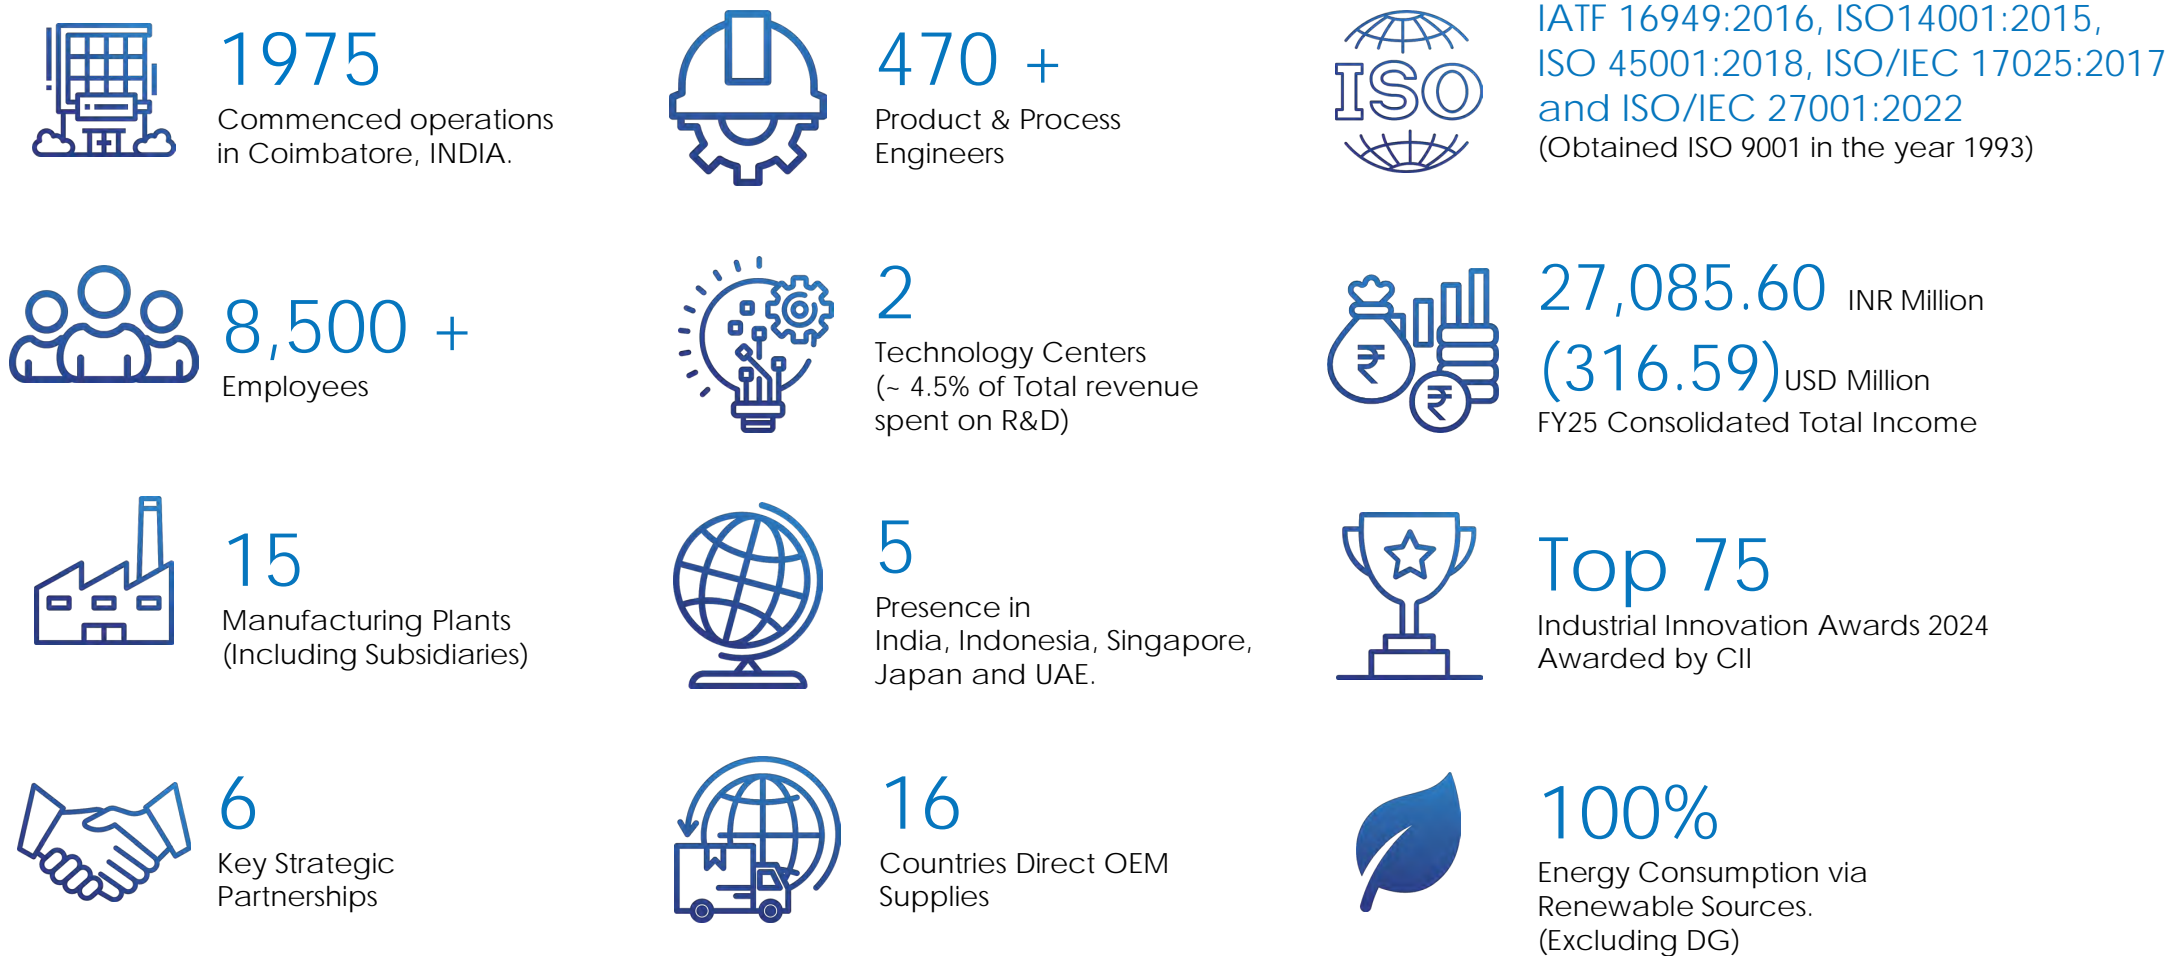 1975
Commenced operations
in Coimbatore, INDIA.
470 +
Product & Process
Engineers
ISO
IATF 16949:2016, ISO14001:2015,
ISO 45001:2018, ISO/IEC 17025:2017
and ISO/IEC 27001:2022
(Obtained ISO 9001 in the year 1993)
8,500 +
Employees
2
Technology Centers
(~ 4.5% of Total revenue
spent on R&D)
₹
₹
27,085.60 INR Million
(316.59) USD Million
FY25 Consolidated Total Income
15
Manufacturing Plants
(Including Subsidiaries)
5
Presence in
India, Indonesia, Singapore,
Japan and UAE.
Top 75
Industrial Innovation Awards 2024
Awarded by CII
6
Key Strategic
Partnerships
16
Countries Direct OEM
Supplies
100%
Energy Consumption via
Renewable Sources.
(Excluding DG)